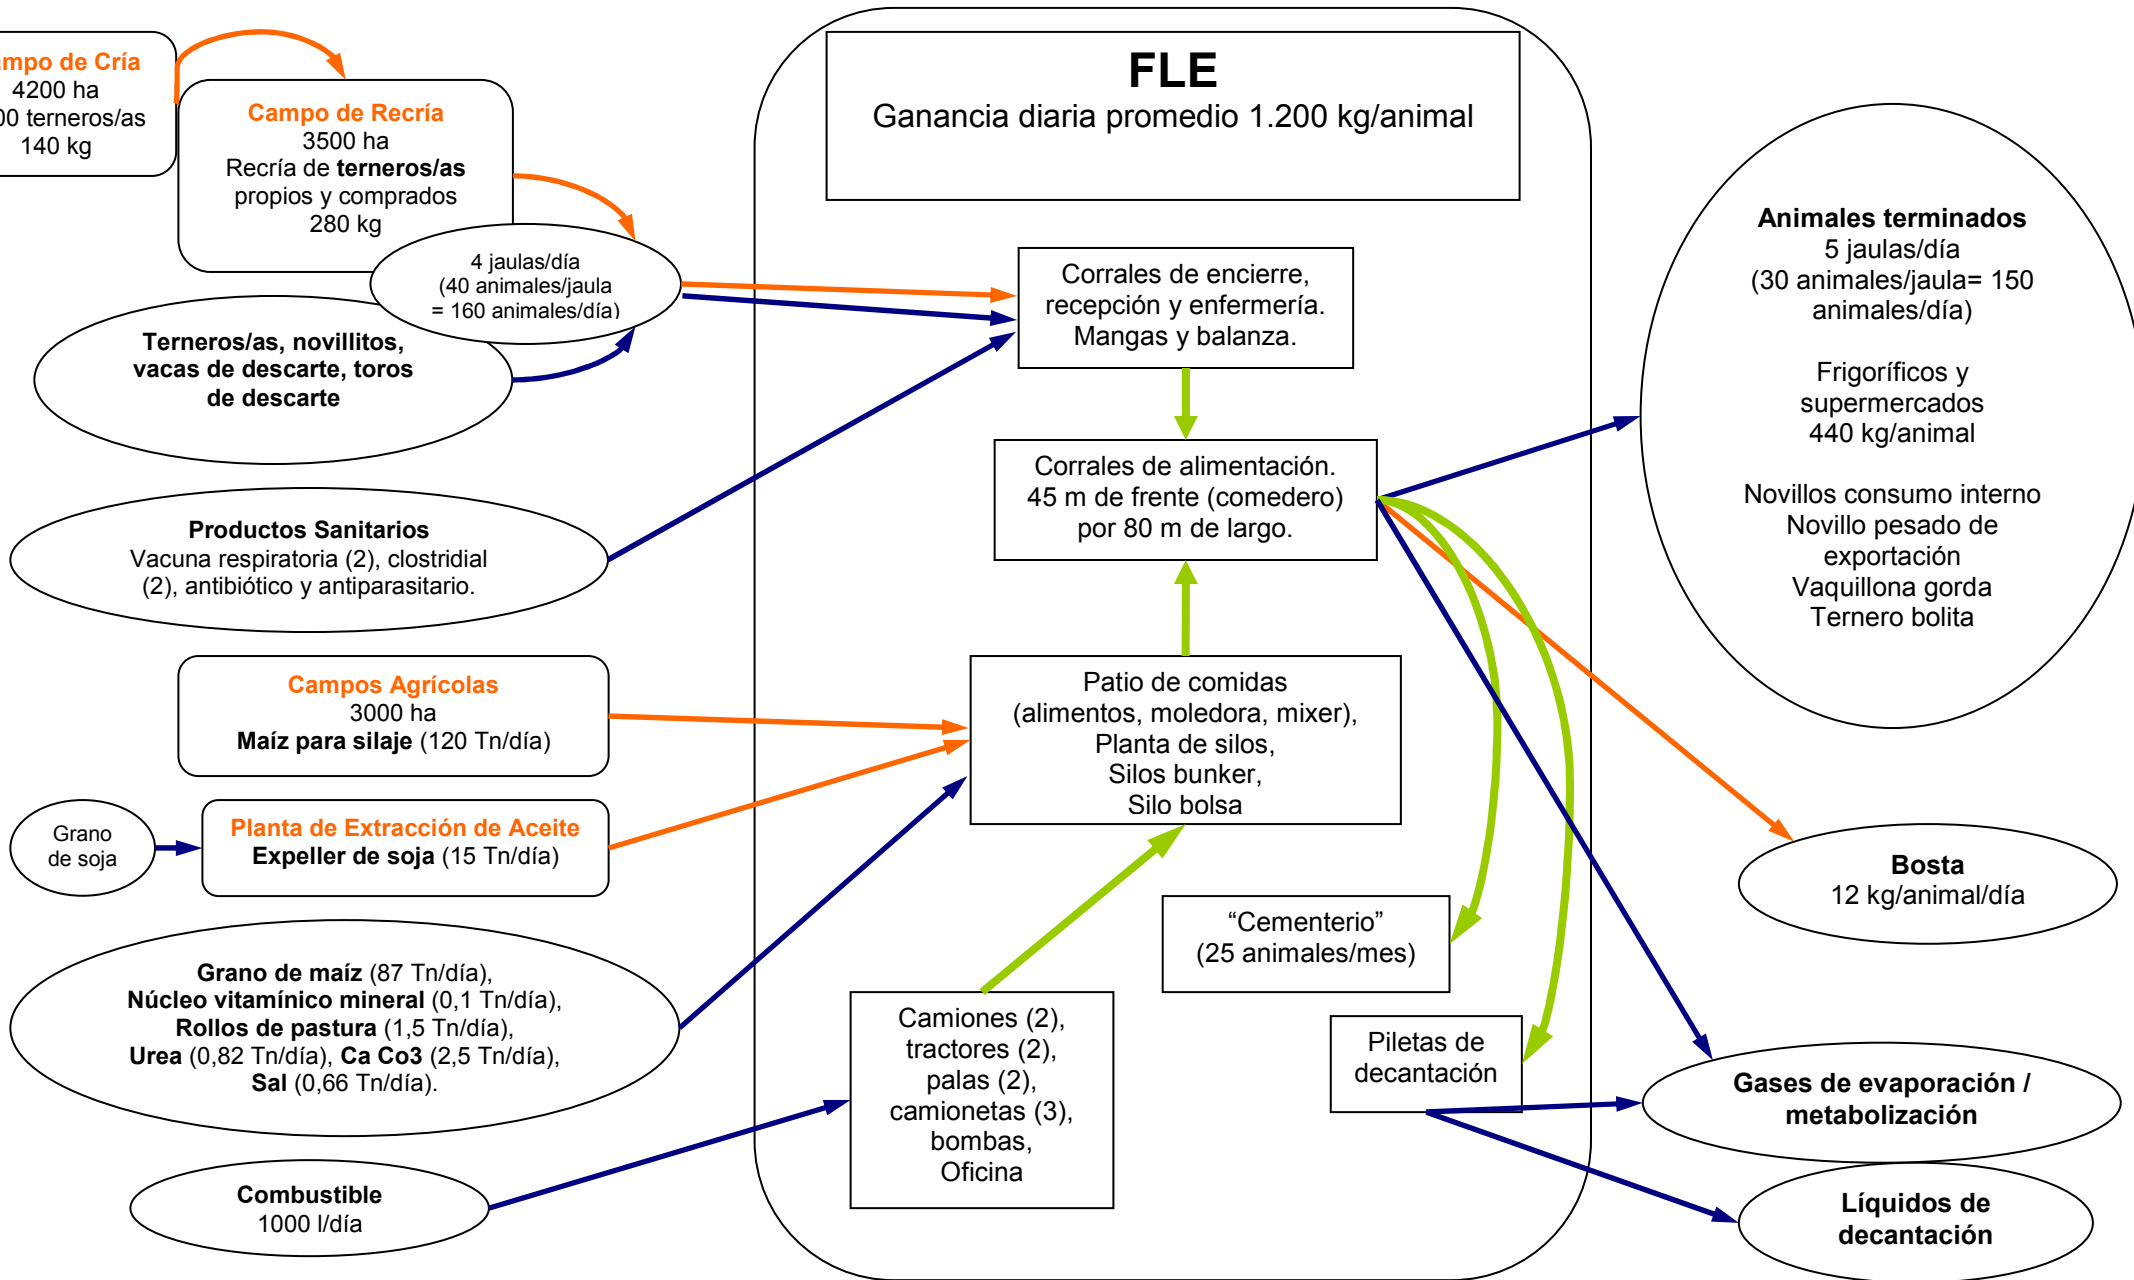 de Cría
4200 ha
terneros/as
140 kg
Campo de Recría
3500 ha
Recría de terneros/as
propios y comprados
280 kg
4 jaulas/día
(40 animales/jaula
= 160 animales/día)
Terneros/as, novillitos,
vacas de descarte, toros
de descarte
Productos Sanitarios
Vacuna respiratoria (2), clostridial
(2), antibiótico y antiparasitario.
Campos Agrícolas
3000 ha
Maíz para silaje (120 Tn/día)
Grano
de soja
Planta de Extracción de Aceite
Expeller de soja (15 Tn/día)
Grano de maíz (87 Tn/día),
Núcleo vitamínico mineral (0,1 Tn/día),
Rollos de pastura (1,5 Tn/día),
Urea (0,82 Tn/día), Ca Co3 (2,5 Tn/día),
Sal (0,66 Tn/día).
Combustible
1000 l/día
FLE
Ganancia diaria promedio 1.200 kg/animal
Corrales de encierre,
recepción y enfermería.
Mangas y balanza.
Corrales de alimentación.
45 m de frente (comedero)
por 80 m de largo.
Patio de comidas
(alimentos, moledora, mixer),
Planta de silos,
Silos bunker,
Silo bolsa
“Cementerio”
(25 animales/mes)
Camiones (2),
tractores (2),
palas (2),
camionetas (3),
bombas,
Oficina
Piletas de
decantación
Animales terminados
5 jaulas/día
(30 animales/jaula= 150
animales/día)
Frigoríficos y
supermercados
440 kg/animal
Novillos consumo interno
Novillo pesado de
exportación
Vaquillona gorda
Ternero bolita
Bosta
12 kg/animal/día
Gases de evaporación /
metabolización
Líquidos de
decantación